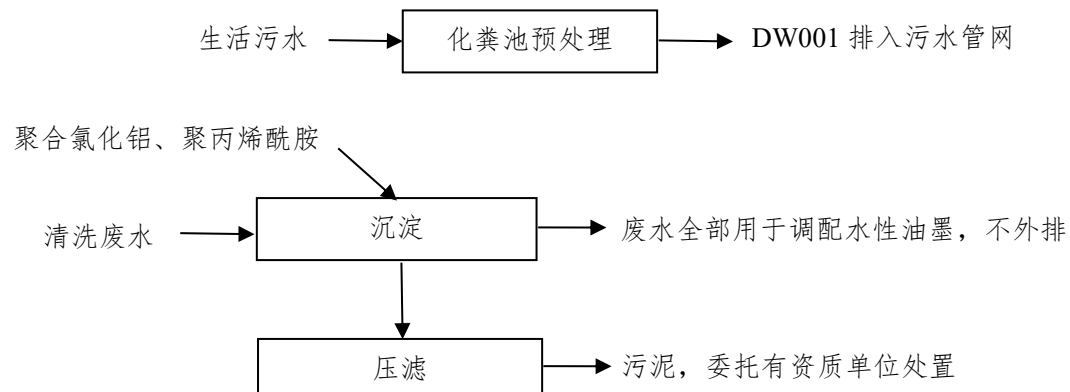 生活污水
化粪池预处理
DW001 排入污水管网
聚合氯化铝、聚丙烯酰胺
清洗废水
沉淀
废水全部用于调配水性油墨，不外排
压滤
污泥，委托有资质单位处置